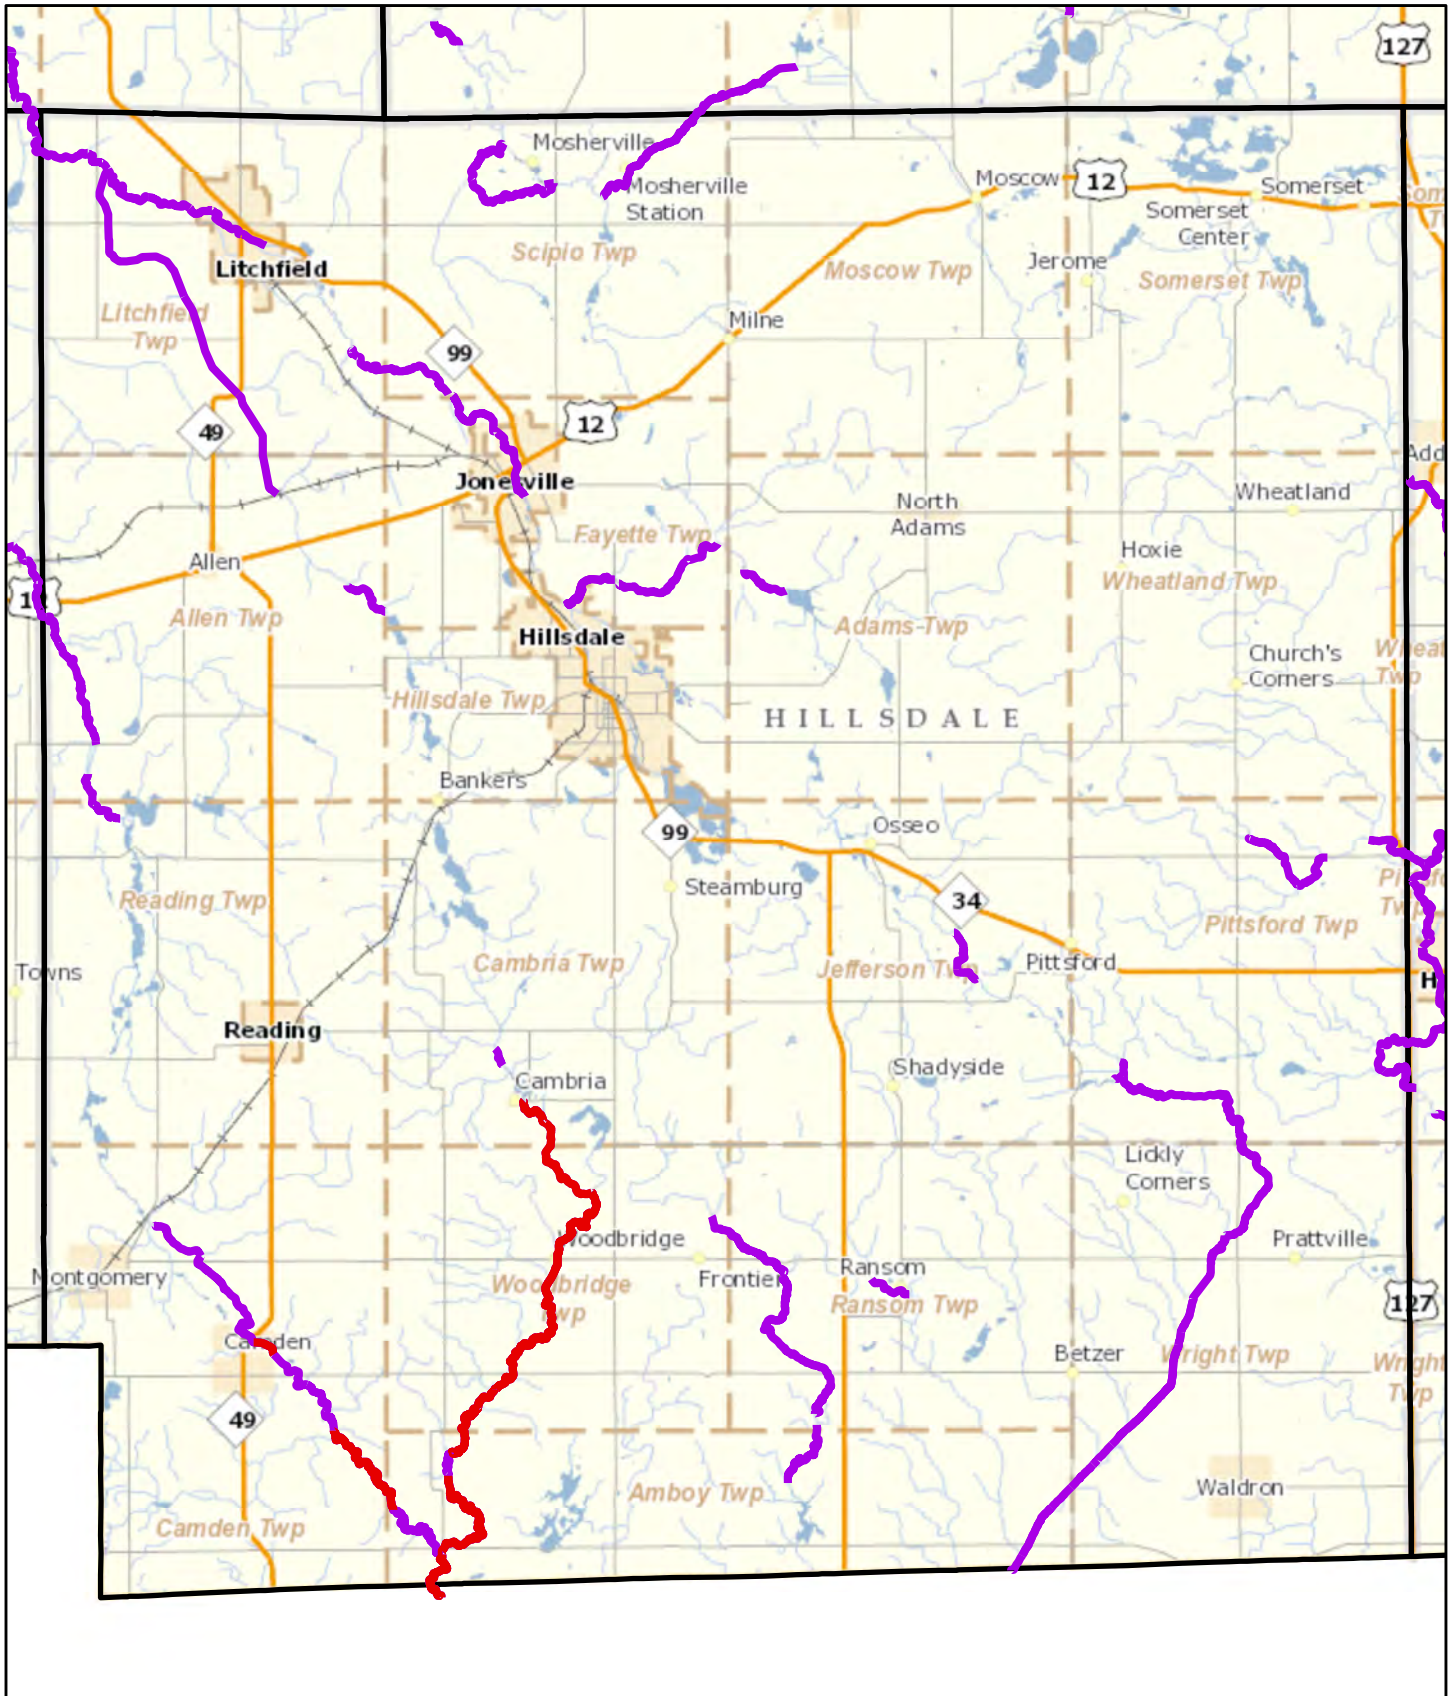 127
Mosherville
Mosherville
Station
Moscow
12
Somerset
Somerset
Center
Scipio Twp
Moscow Twp
Jerome
Somerset Twp
Litchfield
Litchfield
Twp
Milne
99
12
49
Jonesville
Wheatland
North
Adams
Fayette Twp
Hoxie
Wheatland Twp
Allen
12
Allen Twp
Adams Twp
Hillsdale
Church's
Corners
Twp
Hillsdale Twp
HILLSDALE
Bankers
Osseo
99
Steamburg
34
Reading Twp
Pittsford Twp
Twp
Cambria Twp
Jefferson Twp
Pittsford
Towns
H
Reading
Shadyside
Cambria
Lickly
Corners
Woodbridge
Prattville
Montgomery
Frontier
Ransom
Woodbridge
Twp
Ransom Twp
127
Camden
Betzer
Wright Twp
Wright
Twp
49
Waldron
Amboy Twp
Camden Twp